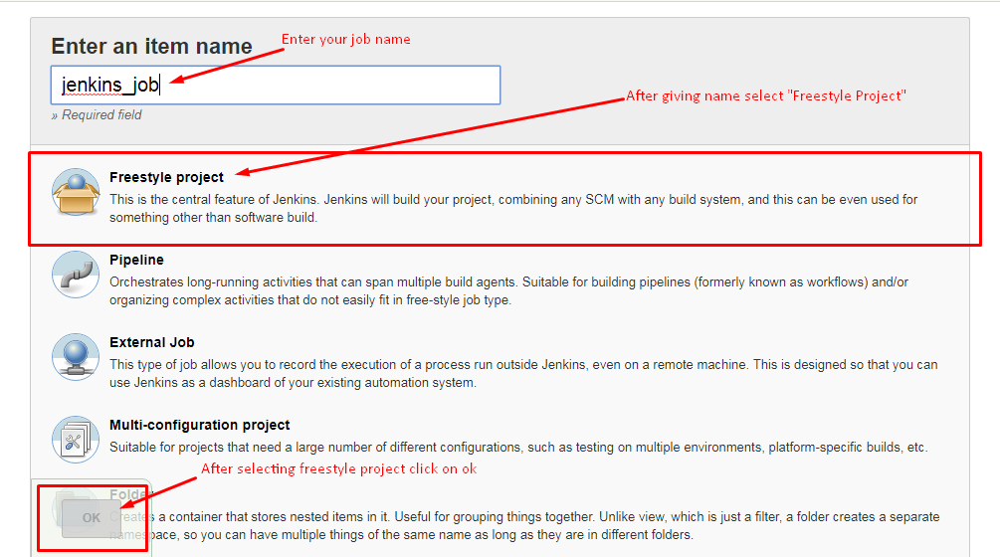 Enter an item name
Enter your job name
jenkins_job
After giving name select "Freestyle Project"
» Required field
Freestyle project
This is the central feature of Jenkins. Jenkins will build your project, combining any SCM with any build system, and this can be even used for
something other than software build.
Pipeline
Orchestrates long-running activities that can span multiple build agents. Suitable for building pipelines (formerly known as workflows) and/or
organizing complex activities that do not easily fit in free-style job type.
External Job
This type of job allows you to record the execution of a process run outside Jenkins, even on a remote machine. This is designed so that you can
use Jenkins as a dashboard of your existing automation system.
Multi-configuration project
Suitable for projects that need a large number of different configurations, such as testing on multiple environments, platform-specific builds, etc.
After selecting freestyle project click on ok
Folder
OK
Creates a container that stores nested items in it. Useful for grouping things together. Unlike view, which is just a filter, a folder creates a separate
namespace, so you can have multiple things of the same name as long as they are in different folders.